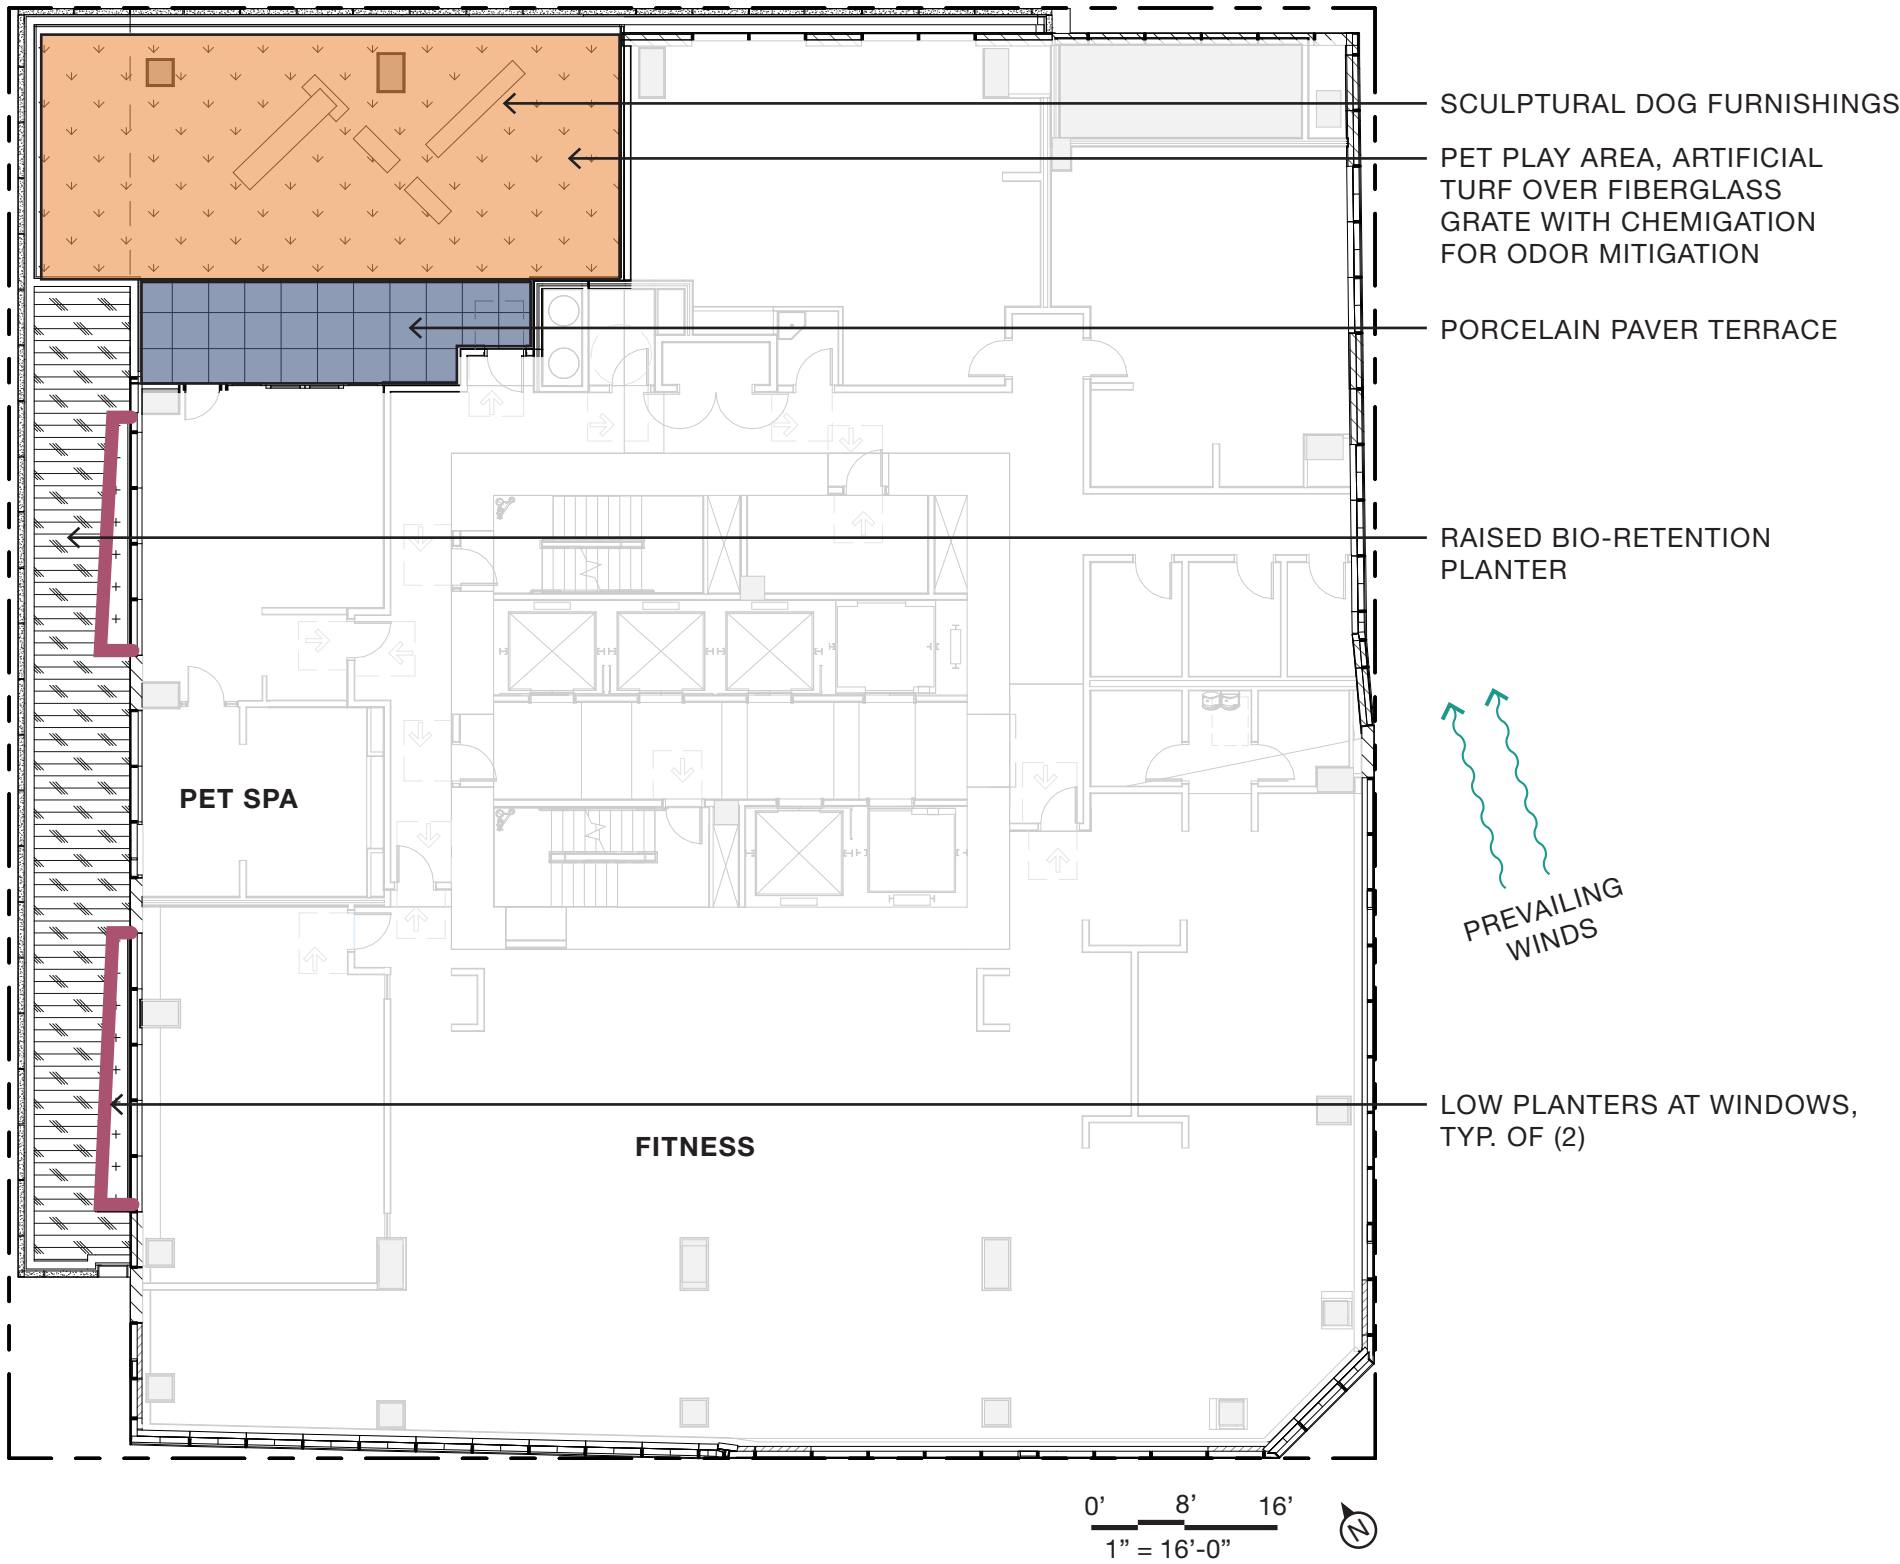 SCULPTURAL DOG FURNISHINGS
PET PLAY AREA, ARTIFICIAL
TURF OVER FIBERGLASS
GRATE WITH CHEMIGATION
FOR ODOR MITIGATION
PORCELAIN PAVER TERRACE
RAISED BIO-RETENTION
PLANTER
PET SPA
PREVAILING
WINDS
LOW PLANTERS AT WINDOWS,
TYP. OF (2)
FITNESS
0’ 8’ 16’
1” = 16’-0”
N